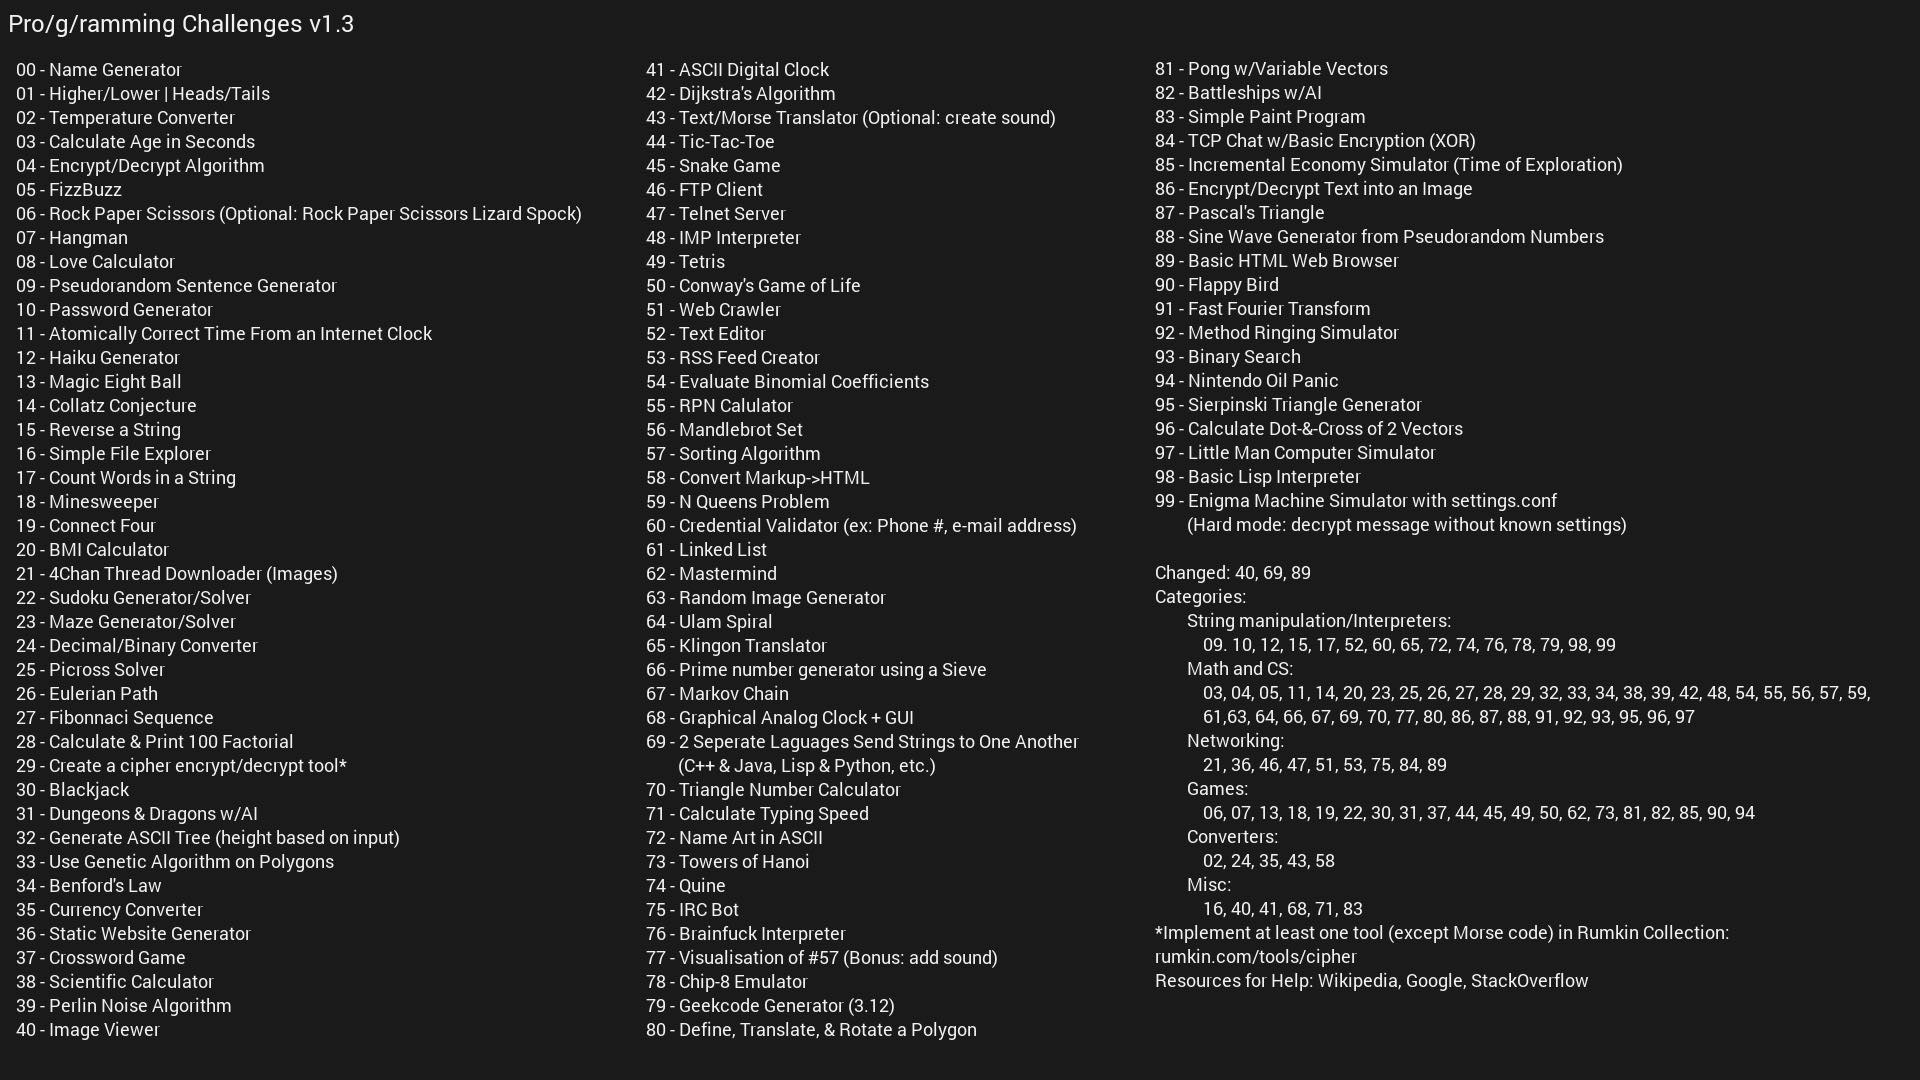 Pro/g/ramming Challenges v1.3
00 - Name Generator
01 - Higher/Lower | Heads/Tails
02 - Temperature Converter
03 - Calculate Age in Seconds
04 - Encrypt/Decrypt Algorithm
05 - FizzBuzz
06 - Rock Paper Scissors (Optional: Rock Paper Scissors Lizard Spock)
07 - Hangman
08 - Love Calculator
09 - Pseudorandom Sentence Generator
10 - Password Generator
11 - Atomically Correct Time From an Internet Clock
12 - Haiku Generator
13 - Magic Eight Ball
14 - Collatz Conjecture
15 - Reverse a String
16 - Simple File Explorer
17 - Count Words in a String
18 - Minesweeper
19 - Connect Four
20 - BMI Calculator
21 - 4Chan Thread Downloader (Images)
22 - Sudoku Generator/Solver
23 - Maze Generator/Solver
24 - Decimal/Binary Converter
25 - Picross Solver
26 - Eulerian Path
27 - Fibonnaci Sequence
28 - Calculate & Print 100 Factorial
29 - Create a cipher encrypt/decrypt tool*
30 - Blackjack
31 - Dungeons & Dragons w/AI
32 - Generate ASCII Tree (height based on input)
33 - Use Genetic Algorithm on Polygons
34 - Benford's Law
35 - Currency Converter
36 - Static Website Generator
37 - Crossword Game
38 - Scientific Calculator
39 - Perlin Noise Algorithm
40 - Image Viewer
41 - ASCII Digital Clock
42 - Dijkstra's Algorithm
43 - Text/Morse Translator (Optional: create sound)
44 - Tic-Tac-Toe
45 - Snake Game
46 - FTP Client
47 - Telnet Server
48 - IMP Interpreter
49 - Tetris
50 - Conway's Game of Life
51 - Web Crawler
52 - Text Editor
53 - RSS Feed Creator
54 - Evaluate Binomial Coefficients
55 - RPN Calulator
56 - Mandlebrot Set
57 - Sorting Algorithm
58 - Convert Markup->HTML
59 - N Queens Problem
60 - Credential Validator (ex: Phone #, e-mail address)
61 - Linked List
62 - Mastermind
63 - Random Image Generator
64 - Ulam Spiral
65 - Klingon Translator
66 - Prime number generator using a Sieve
67 - Markov Chain
68 - Graphical Analog Clock + GUI
69 - 2 Seperate Laguages Send Strings to One Another
(C++ & Java, Lisp & Python, etc.)
70 - Triangle Number Calculator
71 - Calculate Typing Speed
72 - Name Art in ASCII
73 - Towers of Hanoi
74 - Quine
75 - IRC Bot
76 - Brainfuck Interpreter
77 - Visualisation of #57 (Bonus: add sound)
78 - Chip-8 Emulator
79 - Geekcode Generator (3.12)
80 - Define, Translate, & Rotate a Polygon
81 - Pong w/Variable Vectors
82 - Battleships w/AI
83 - Simple Paint Program
84 - TCP Chat w/Basic Encryption (XOR)
85 - Incremental Economy Simulator (Time of Exploration)
86 - Encrypt/Decrypt Text into an Image
87 - Pascal's Triangle
88 - Sine Wave Generator from Pseudorandom Numbers
89 - Basic HTML Web Browser
90 - Flappy Bird
91 - Fast Fourier Transform
92 - Method Ringing Simulator
93 - Binary Search
94 - Nintendo Oil Panic
95 - Sierpinski Triangle Generator
96 - Calculate Dot-&-Cross of 2 Vectors
97 - Little Man Computer Simulator
98 - Basic Lisp Interpreter
99 - Enigma Machine Simulator with settings.conf
(Hard mode: decrypt message without known settings)
Changed: 40, 69, 89
Categories:
String manipulation/Interpreters:
09. 10, 12, 15, 17, 52, 60, 65, 72, 74, 76, 78, 79, 98, 99
Math and CS:
03, 04, 05, 11, 14, 20, 23, 25, 26, 27, 28, 29, 32, 33, 34, 38, 39, 42, 48, 54, 55, 56, 57, 59,
61,63, 64, 66, 67, 69, 70, 77, 80, 86, 87, 88, 91, 92, 93, 95, 96, 97
Networking:
21, 36, 46, 47, 51, 53, 75, 84, 89
Games:
06, 07, 13, 18, 19, 22, 30, 31, 37, 44, 45, 49, 50, 62, 73, 81, 82, 85, 90, 94
Converters:
02, 24, 35, 43, 58
Misc:
16, 40, 41, 68, 71, 83
*Implement at least one tool (except Morse code) in Rumkin Collection:
rumkin.com/tools/cipher
Resources for Help: Wikipedia, Google, StackOverflow